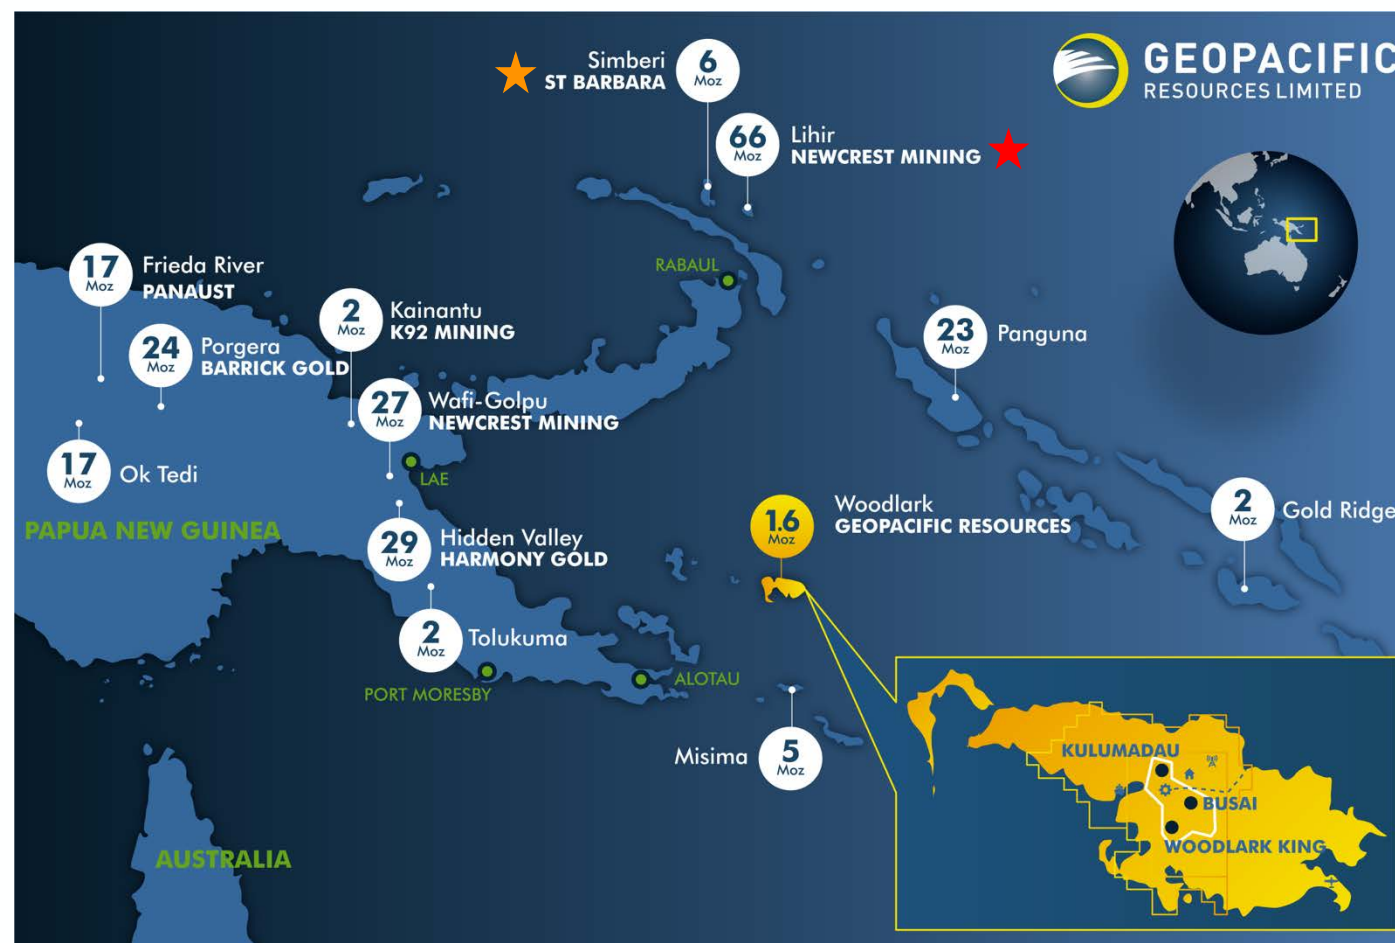 GEOPACIFIC
RESOURCES LIMITED
Simberi
ST BARBARA
6
Moz
66
Moz
Lihir
NEWCREST MINING
RABAUL
17
Moz
Frieda River
PANAUST
2
Moz
Kainantu
K92 MINING
24
Moz
Porgera
BARRICK GOLD
23
Moz
Panguna
27
Moz
Wafi-Golpu
NEWCREST MINING
17
Moz
Ok Tedi
LAE
PAPUA NEW GUINEA
1.6
Moz
Woodlark
GEOPACIFIC RESOURCES
2
Moz
Gold Ridge
29
Moz
Hidden Valley
HARMONY GOLD
2
Moz
Tolukuma
PORT MORESBY
ALOTAU
Misima
5
Moz
AUSTRALIA
KULUMADAU
BUSAI
WOODLARK KING